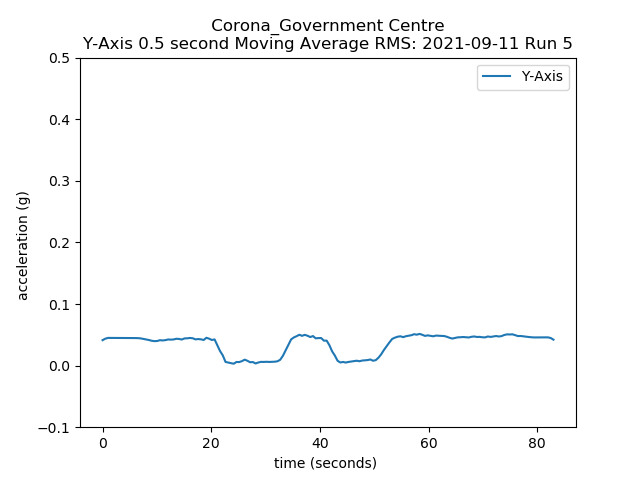 Corona_Government Centre
Y-Axis 0.5 second Moving Average RMS: 2021-09-11 Run 5
Y-Axis
0.5
0.4
0.3
0.2
0.1
0.0
−0.1
acceleration (g)
0 20 40 60 80
time (seconds)